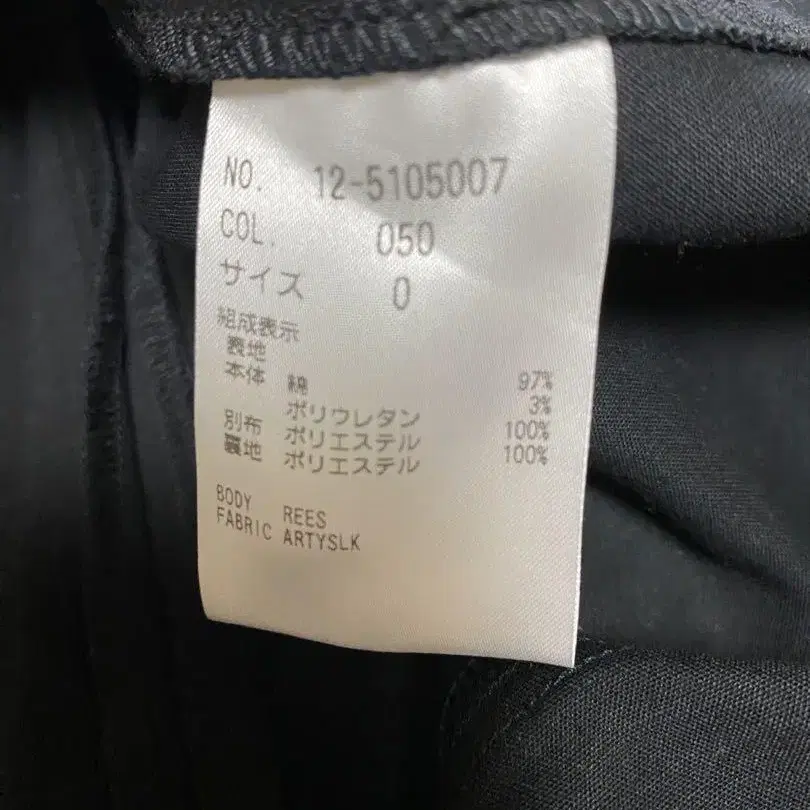 NO. 12-5105007
COL. 050
サイズ 0
組成表示
表地
本体 綿 97%
ポリウレタン 3%
別布 ポリエステル 100%
裏地 ポリエステル 100%
BODY REES
FABRIC ARTYSLK